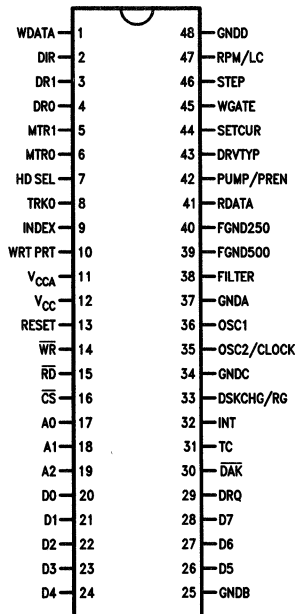 WDATA 1 48 GNDD
DIR 2 47 RPM/LC
DR1 3 46 STEP
DR0 4 45 WGATE
MTR1 5 44 SETCUR
MTR0 6 43 DRVTYP
HD SEL 7 42 PUMP/PREN
TRK0 8 41 RDATA
INDEX 9 40 FGND250
WRT PRT 10 39 FGND500
VCCA 11 38 FILTER
VCC 12 37 GNDA
RESET 13 36 OSC1
W̅R̅ 14 35 OSC2/CLOCK
R̅D̅ 15 34 GNDC
C̅S̅ 16 33 DSKCHG/RG
A0 17 32 INT
A1 18 31 TC
A2 19 30 D̅A̅K̅
D0 20 29 DRQ
D1 21 28 D7
D2 22 27 D6
D3 23 26 D5
D4 24 25 GNDB